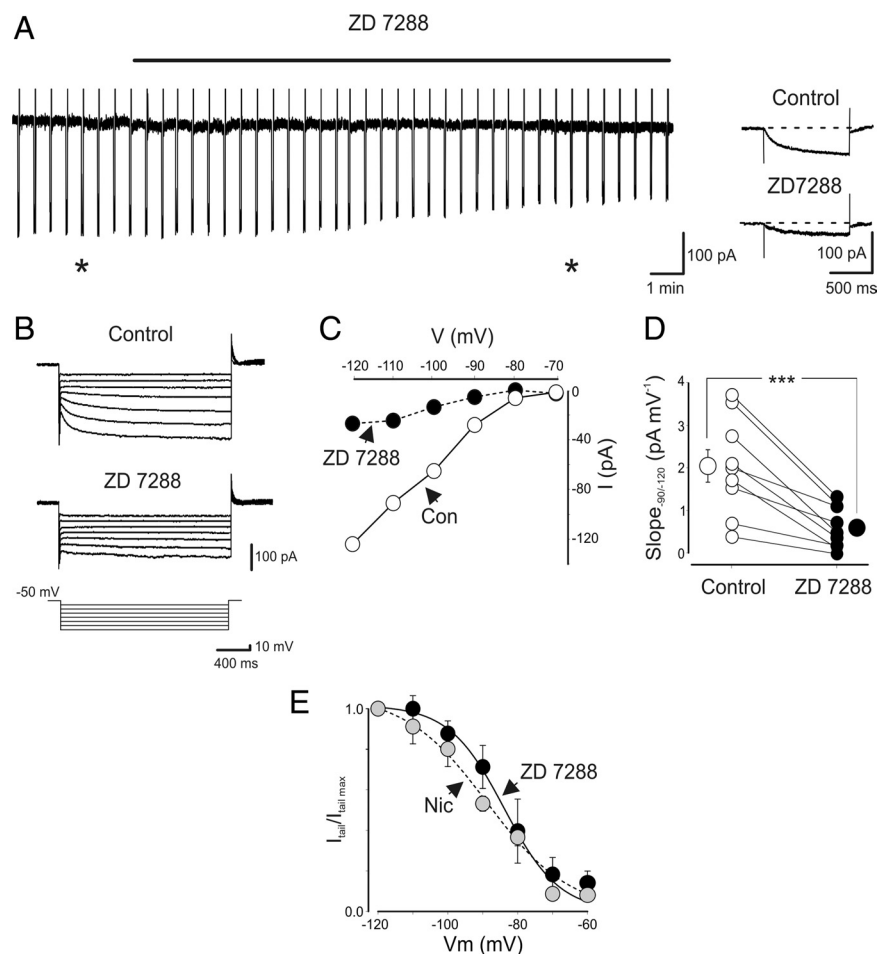 A
ZD 7288
Control
ZD7288
*
*
100 pA
1 min
100 pA
500 ms
B
Control
ZD 7288
100 pA
-50 mV
10 mV
400 ms
C
V (mV)
-120 -110 -100 -90 -80 -70
0
-40
-80
-120
I (pA)
ZD 7288
Con
D
***
Slope-90/-120 (pA mV-1)
4
3
2
1
0
Control ZD 7288
E
1.0
0.0
Itail/Itail max
Nic
ZD 7288
-120 -100 -80 -60
Vm (mV)